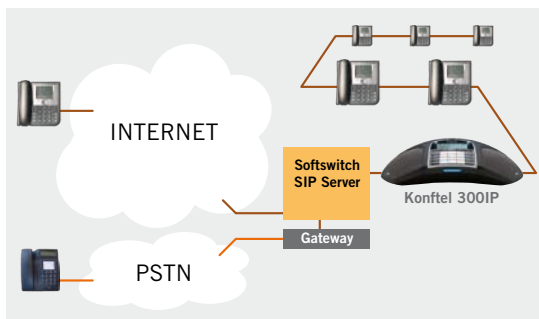 INTERNET
Softswitch
SIP Server
Konftel 300IP
Gateway
PSTN